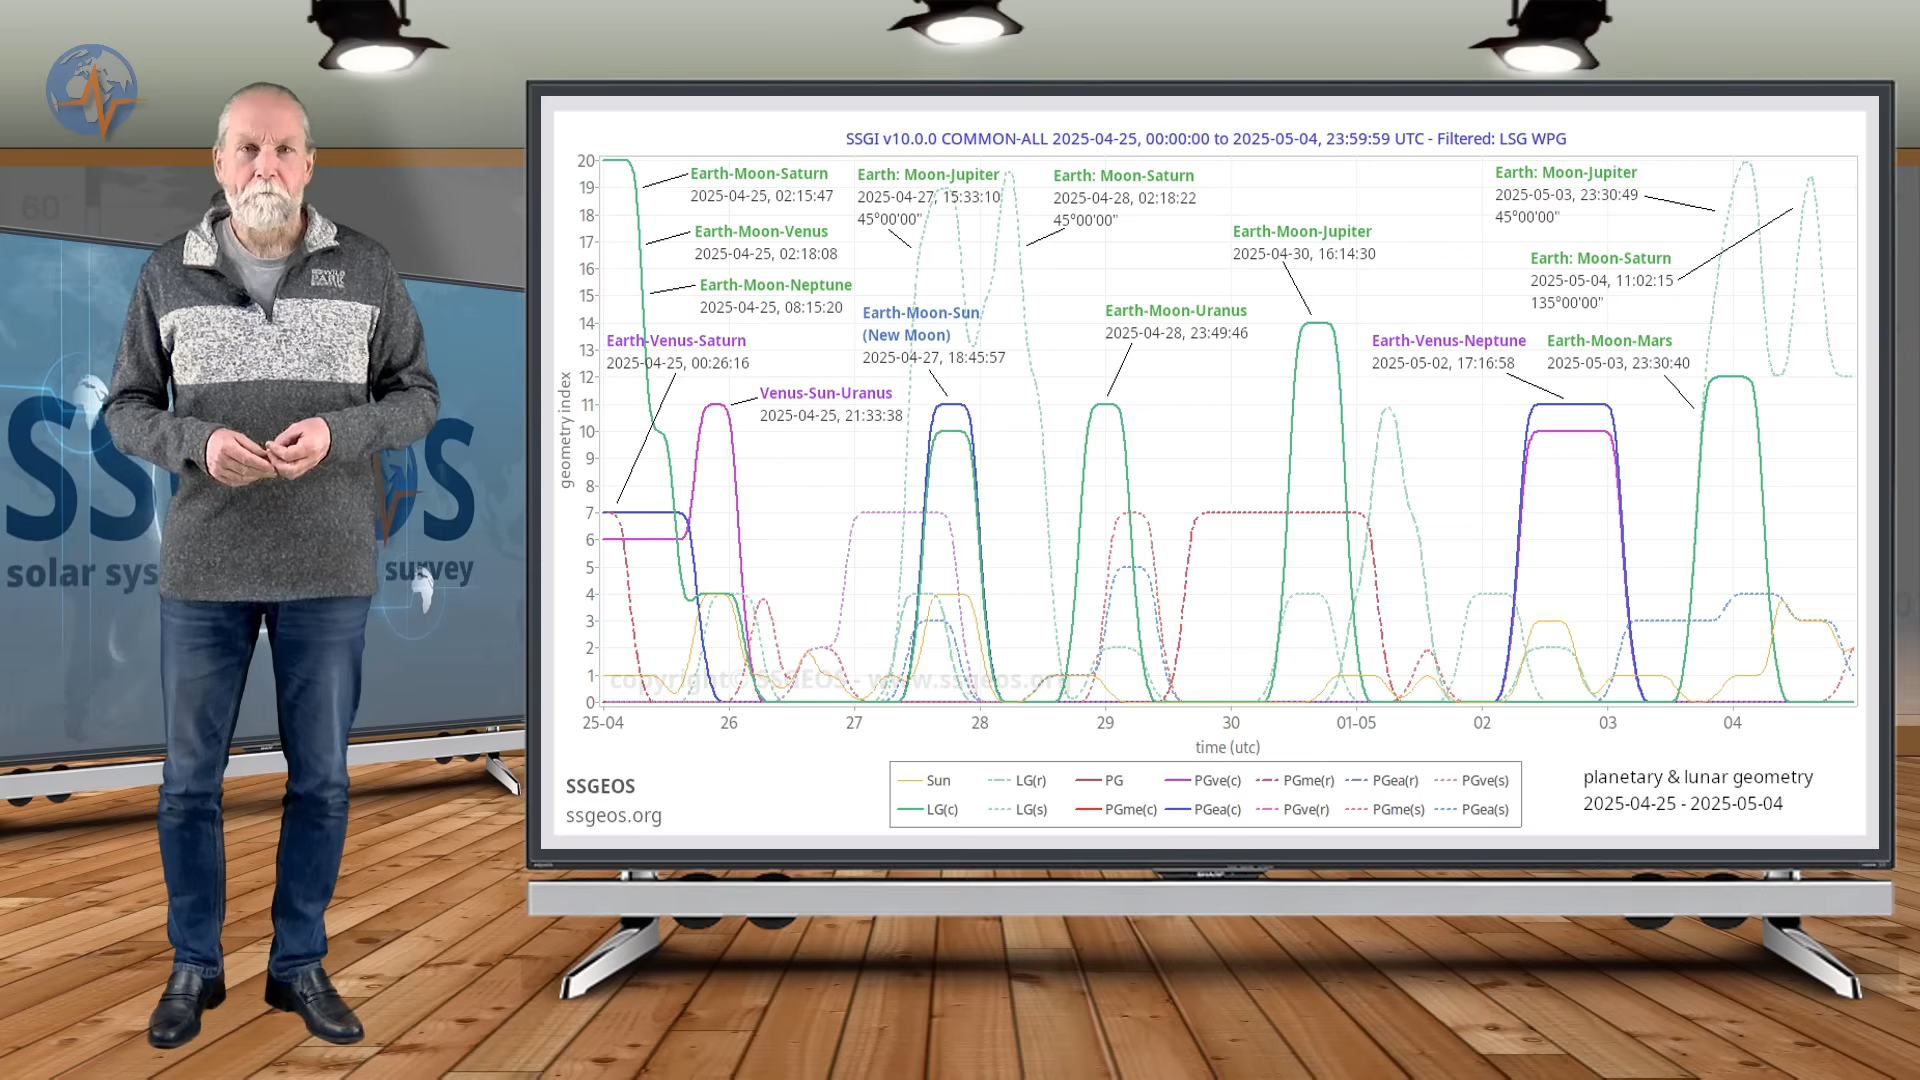 SSGI v10.0.0 COMMON-ALL 2025-04-25, 00:00:00 to 2025-05-04, 23:59:59 UTC - Filtered: LSG WPG
20
19
18
17
16
15
14
13
12
11
10
9
8
7
6
5
4
3
2
1
0
geometry index
Earth-Moon-Saturn
2025-04-25, 02:15:47
Earth-Moon-Venus
2025-04-25, 02:18:08
Earth-Moon-Neptune
2025-04-25, 08:15:20
Earth-Venus-Saturn
2025-04-25, 00:26:16
Venus-Sun-Uranus
2025-04-25, 21:33:38
Earth: Moon-Jupiter
2025-04-27, 15:33:10
45°00'00"
Earth-Moon-Sun
(New Moon)
2025-04-27, 18:45:57
Earth: Moon-Saturn
2025-04-28, 02:18:22
45°00'00"
Earth-Moon-Uranus
2025-04-28, 23:49:46
Earth-Moon-Jupiter
2025-04-30, 16:14:30
Earth-Venus-Neptune
2025-05-02, 17:16:58
Earth: Moon-Jupiter
2025-05-03, 23:30:49
45°00'00"
Earth: Moon-Saturn
2025-05-04, 11:02:15
135°00'00"
Earth-Moon-Mars
2025-05-03, 23:30:40
copyright© SSGEOS - www.ssgeos.org
25-04 26 27 28 29 30 01-05 02 03 04
time (utc)
SSGEOS
ssgeos.org
Sun LG(r) PG PGve(c) PGme(r) PGea(r) PGve(s)
LG(c) LG(s) PGme(c) PGea(c) PGve(r) PGme(s) PGea(s)
planetary & lunar geometry
2025-04-25 - 2025-05-04
60°
solar sys
survey
PARK
SHARP